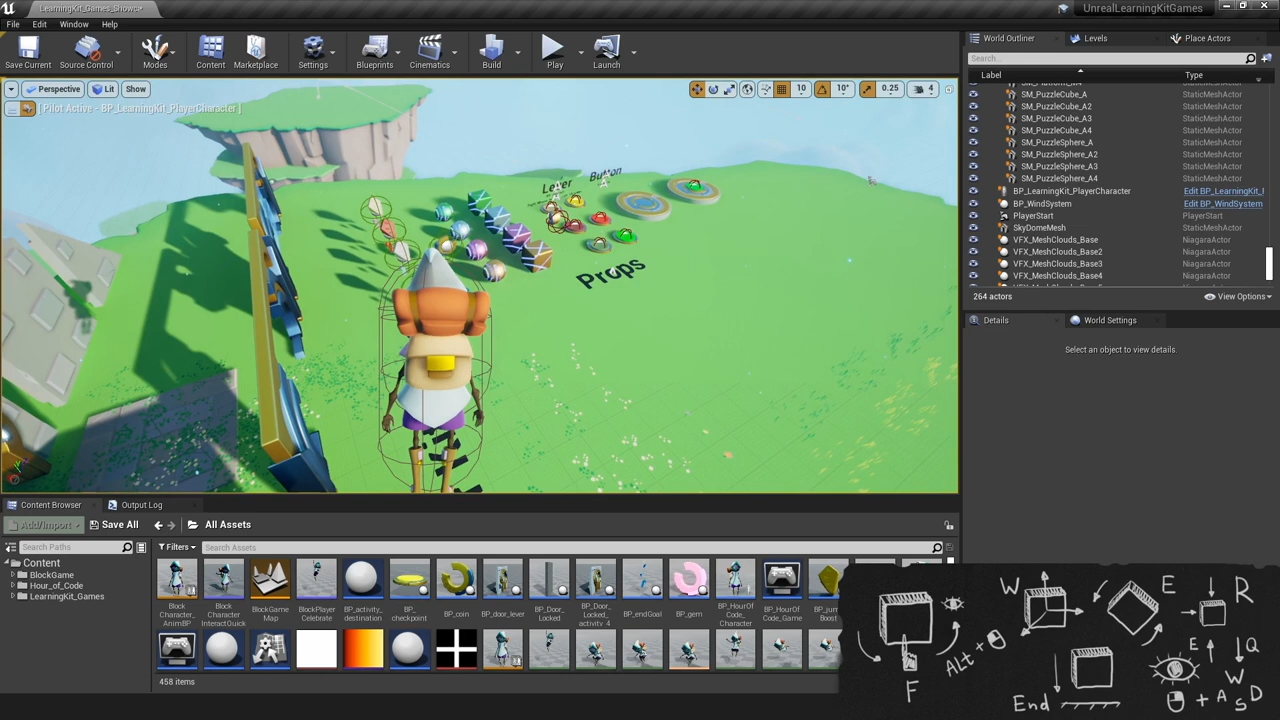 LearningKit_Games_Showc•
UnrealLearningKitGames
File Edit Window Help
Save Current Source Control Modes Content Marketplace Settings Blueprints Cinematics Build Play Launch
World Outliner Levels Place Actors
Search...
Label Type
Perspective Lit Show 10 10° 0.25 4
[ Pilot Active - BP_LearningKit_PlayerCharacter ]
SM_PuzzleCube_A StaticMeshActor
SM_PuzzleCube_A2 StaticMeshActor
SM_PuzzleCube_A3 StaticMeshActor
SM_PuzzleCube_A4 StaticMeshActor
SM_PuzzleSphere_A StaticMeshActor
SM_PuzzleSphere_A2 StaticMeshActor
SM_PuzzleSphere_A3 StaticMeshActor
SM_PuzzleSphere_A4 StaticMeshActor
BP_LearningKit_PlayerCharacter Edit BP_LearningKit_I
BP_WindSystem Edit BP_WindSystem
PlayerStart PlayerStart
SkyDomeMesh StaticMeshActor
VFX_MeshClouds_Base NiagaraActor
VFX_MeshClouds_Base2 NiagaraActor
VFX_MeshClouds_Base3 NiagaraActor
VFX_MeshClouds_Base4 NiagaraActor
264 actors View Options
Details World Settings
Select an object to view details.
Lever Button
Props
Content Browser Output Log
Add/Import Save All All Assets
Search Paths Filters Search Assets
Content
BlockGame
Hour_of_Code
LearningKit_Games
Block Character_ AnimBP
Block Character_ InteractQuick
BlockGame Map
BlockPlayer Celebrate
BP_activity_ destination
BP_ checkpoint
BP_coin
BP_door_lever
BP_Door_ Locked
BP_Door_ Locked_ activity_4
BP_endGoal
BP_gem
BP_HourOf Code_ Character
BP_HourOf Code_Game
BP_jum Boost
458 items
W E R
Alt +
F
E Q
W
End
+ A S D